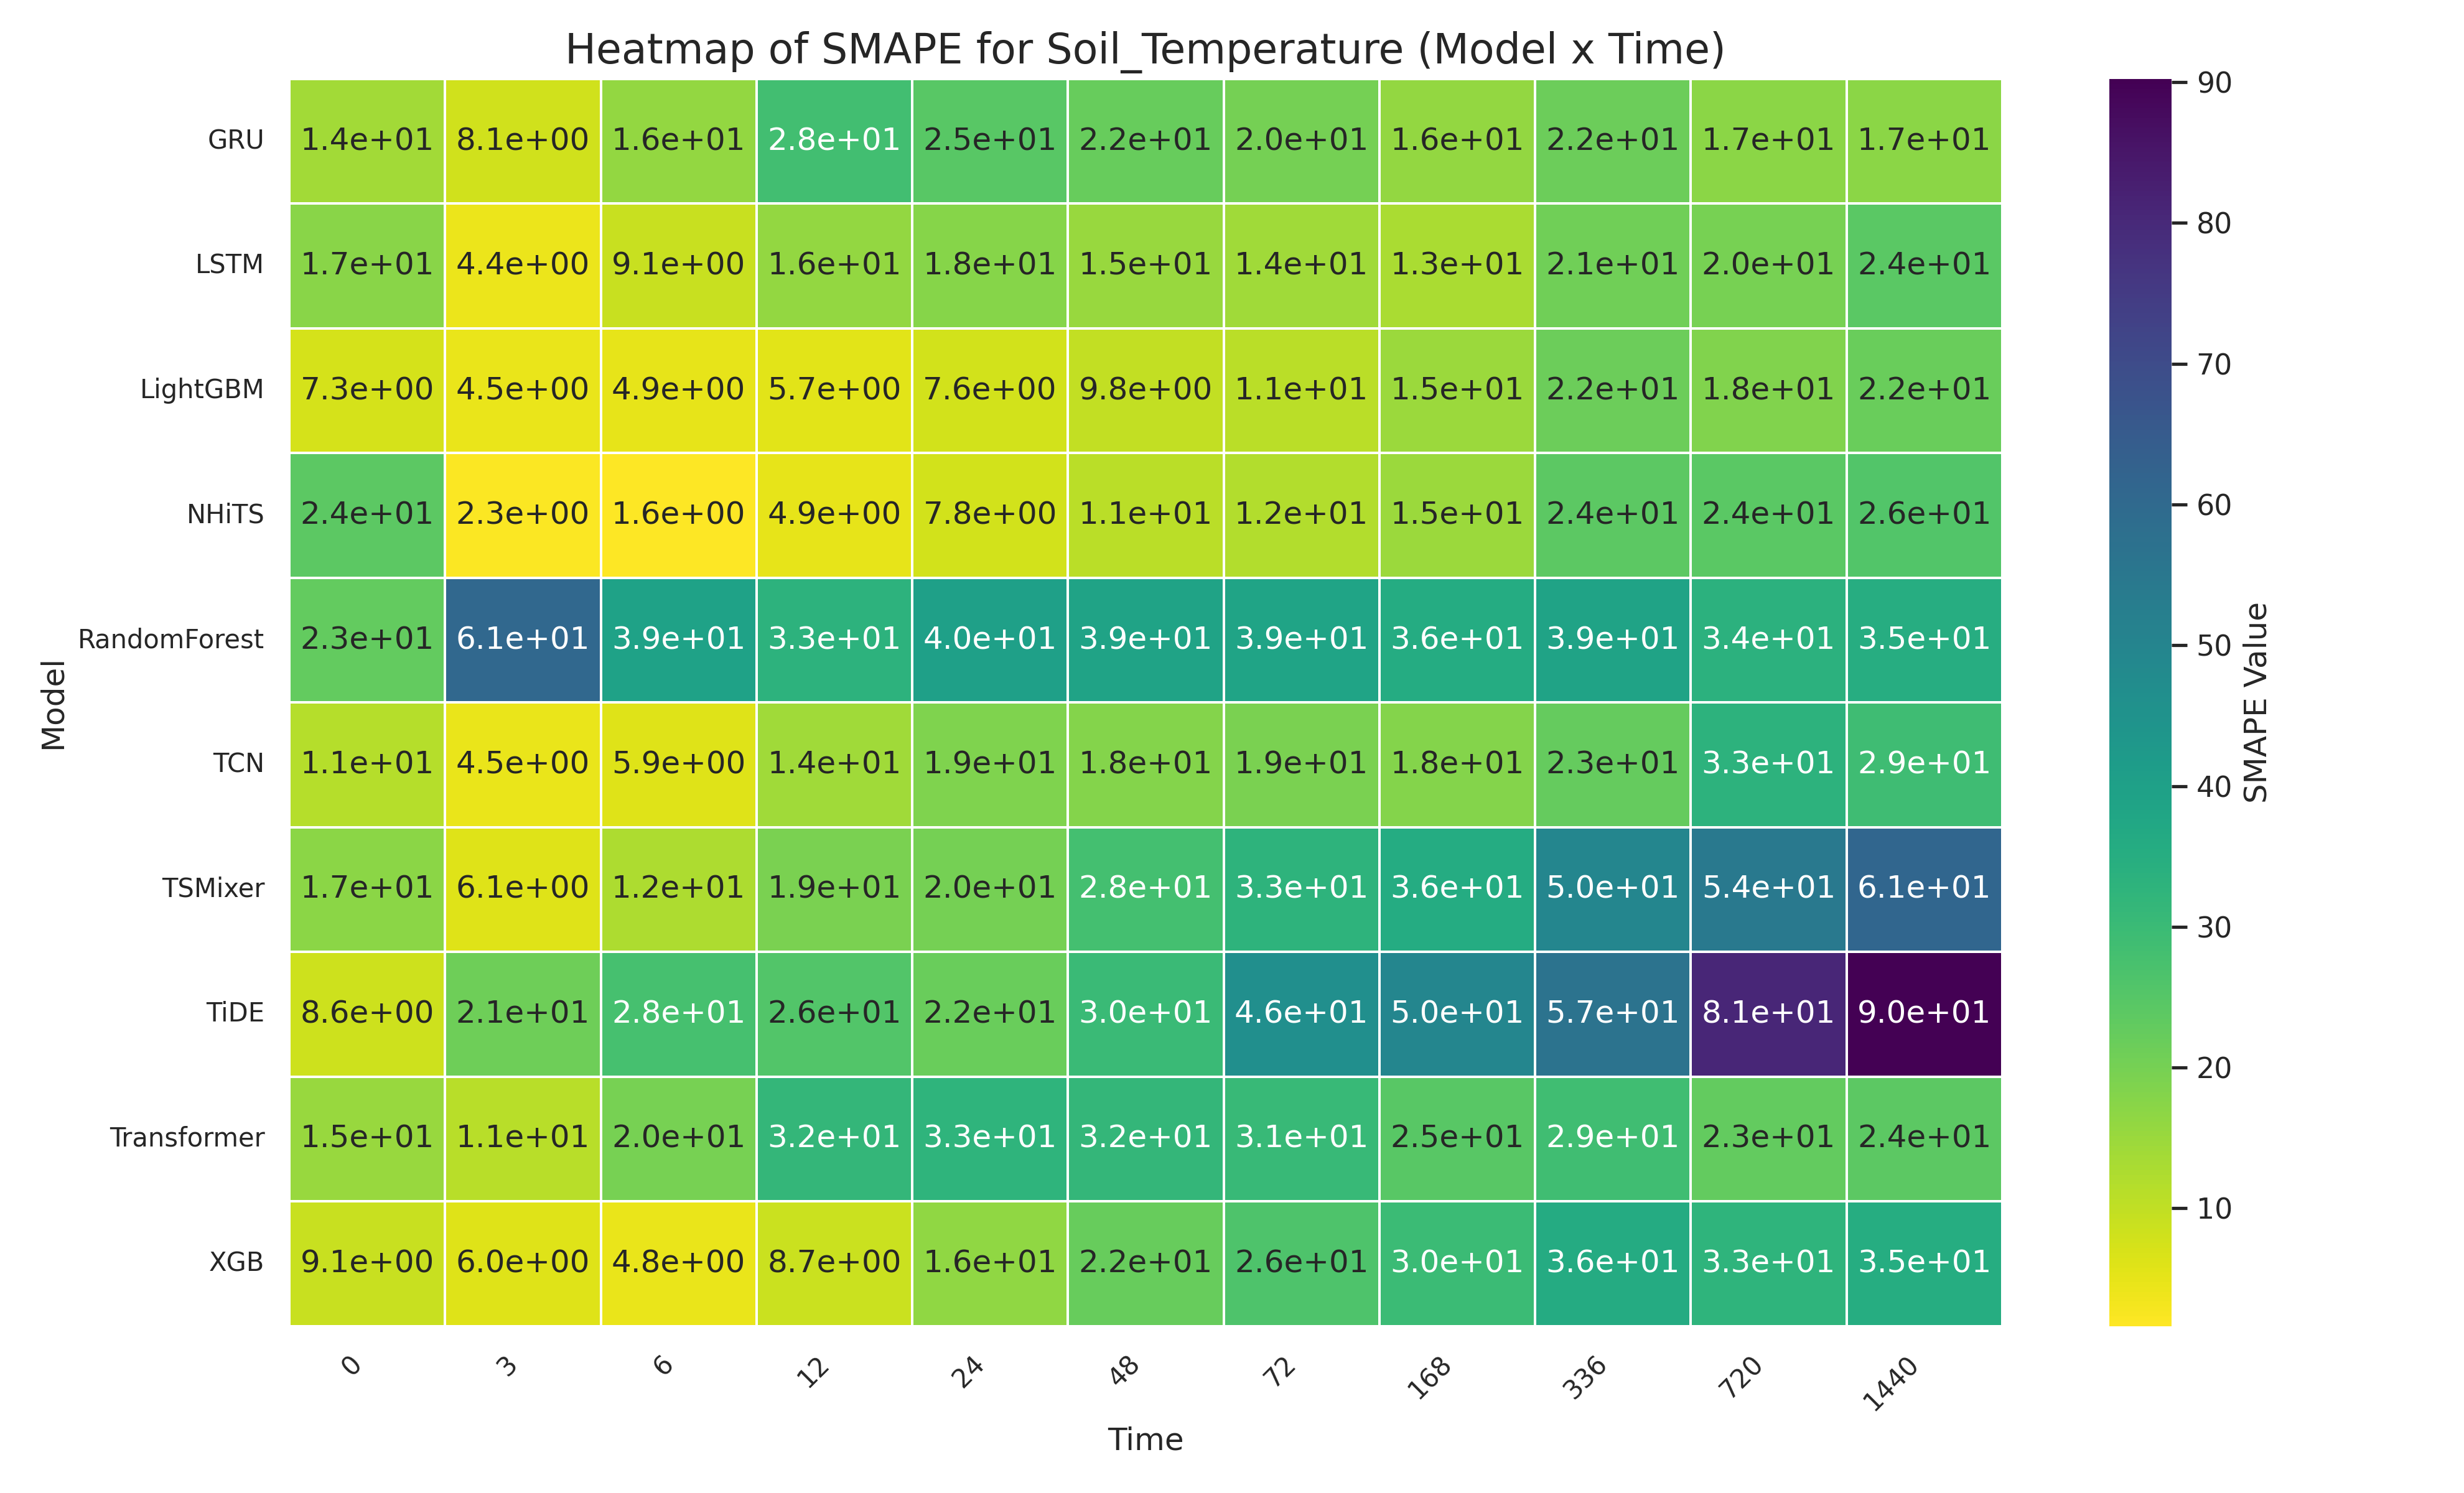 Heatmap of SMAPE for Soil_Temperature (Model x Time)
Model
GRU 1.4e+01 8.1e+00 1.6e+01 2.8e+01 2.5e+01 2.2e+01 2.0e+01 1.6e+01 2.2e+01 1.7e+01 1.7e+01
LSTM 1.7e+01 4.4e+00 9.1e+00 1.6e+01 1.8e+01 1.5e+01 1.4e+01 1.3e+01 2.1e+01 2.0e+01 2.4e+01
LightGBM 7.3e+00 4.5e+00 4.9e+00 5.7e+00 7.6e+00 9.8e+00 1.1e+01 1.5e+01 2.2e+01 1.8e+01 2.2e+01
NHiTS 2.4e+01 2.3e+00 1.6e+00 4.9e+00 7.8e+00 1.1e+01 1.2e+01 1.5e+01 2.4e+01 2.4e+01 2.6e+01
RandomForest 2.3e+01 6.1e+01 3.9e+01 3.3e+01 4.0e+01 3.9e+01 3.9e+01 3.6e+01 3.9e+01 3.4e+01 3.5e+01
TCN 1.1e+01 4.5e+00 5.9e+00 1.4e+01 1.9e+01 1.8e+01 1.9e+01 1.8e+01 2.3e+01 3.3e+01 2.9e+01
TSMixer 1.7e+01 6.1e+00 1.2e+01 1.9e+01 2.0e+01 2.8e+01 3.3e+01 3.6e+01 5.0e+01 5.4e+01 6.1e+01
TiDE 8.6e+00 2.1e+01 2.8e+01 2.6e+01 2.2e+01 3.0e+01 4.6e+01 5.0e+01 5.7e+01 8.1e+01 9.0e+01
Transformer 1.5e+01 1.1e+01 2.0e+01 3.2e+01 3.3e+01 3.2e+01 3.1e+01 2.5e+01 2.9e+01 2.3e+01 2.4e+01
XGB 9.1e+00 6.0e+00 4.8e+00 8.7e+00 1.6e+01 2.2e+01 2.6e+01 3.0e+01 3.6e+01 3.3e+01 3.5e+01
0 3 6 12 24 48 72 168 336 720 1440
Time
90
80
70
60
50
40
30
20
10
SMAPE Value